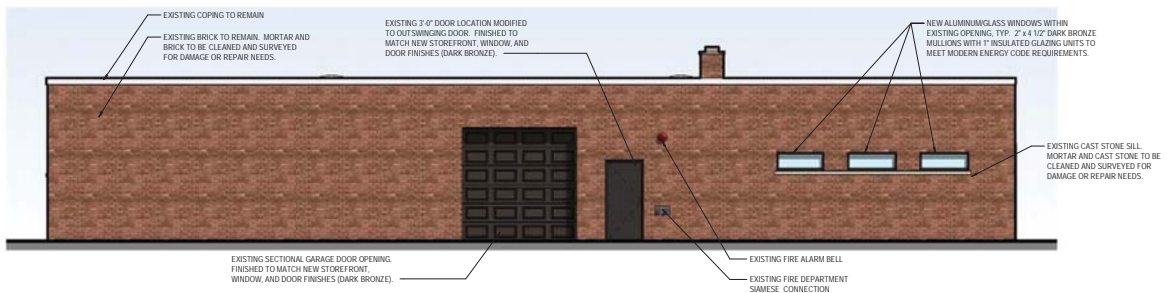 EXISTING COPING TO REMAIN
EXISTING BRICK TO REMAIN. MORTAR AND
BRICK TO BE CLEANED AND SURVEYED
FOR DAMAGE OR REPAIR NEEDS.
EXISTING 3'-0" DOOR LOCATION MODIFIED
TO OUTSWINGING DOOR. FINISHED TO
MATCH NEW STOREFRONT, WINDOW, AND
DOOR FINISHES (DARK BRONZE).
NEW ALUMINUM/GLASS WINDOWS WITHIN
EXISTING OPENING, TYP. 2" x 4 1/2" DARK BRONZE
MULLIONS WITH 1" INSULATED GLAZING UNITS TO
MEET MODERN ENERGY CODE REQUIREMENTS.
EXISTING CAST STONE SILL.
MORTAR AND CAST STONE TO BE
CLEANED AND SURVEYED FOR
DAMAGE OR REPAIR NEEDS.
EXISTING SECTIONAL GARAGE DOOR OPENING.
FINISHED TO MATCH NEW STOREFRONT,
WINDOW, AND DOOR FINISHES (DARK BRONZE).
EXISTING FIRE ALARM BELL
EXISTING FIRE DEPARTMENT
SIAMESE CONNECTION